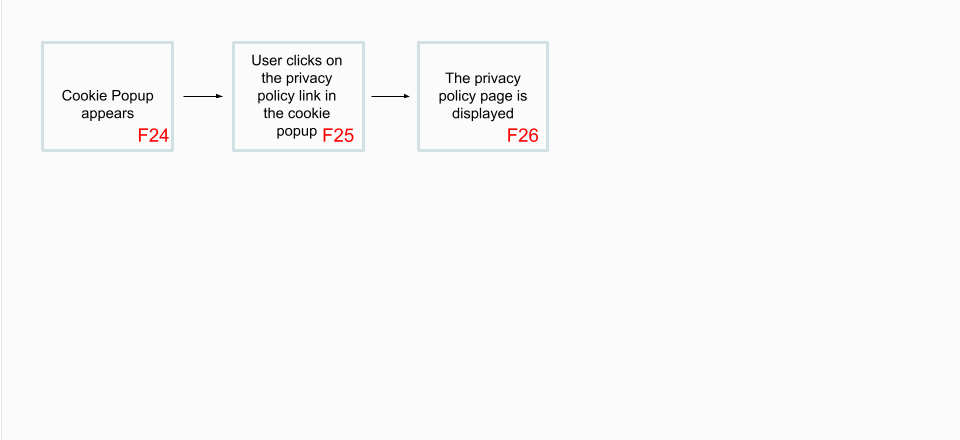 Cookie Popup
appears
F24
User clicks on
the privacy
policy link in
the cookie
popup F25
The privacy
policy page is
displayed
F26